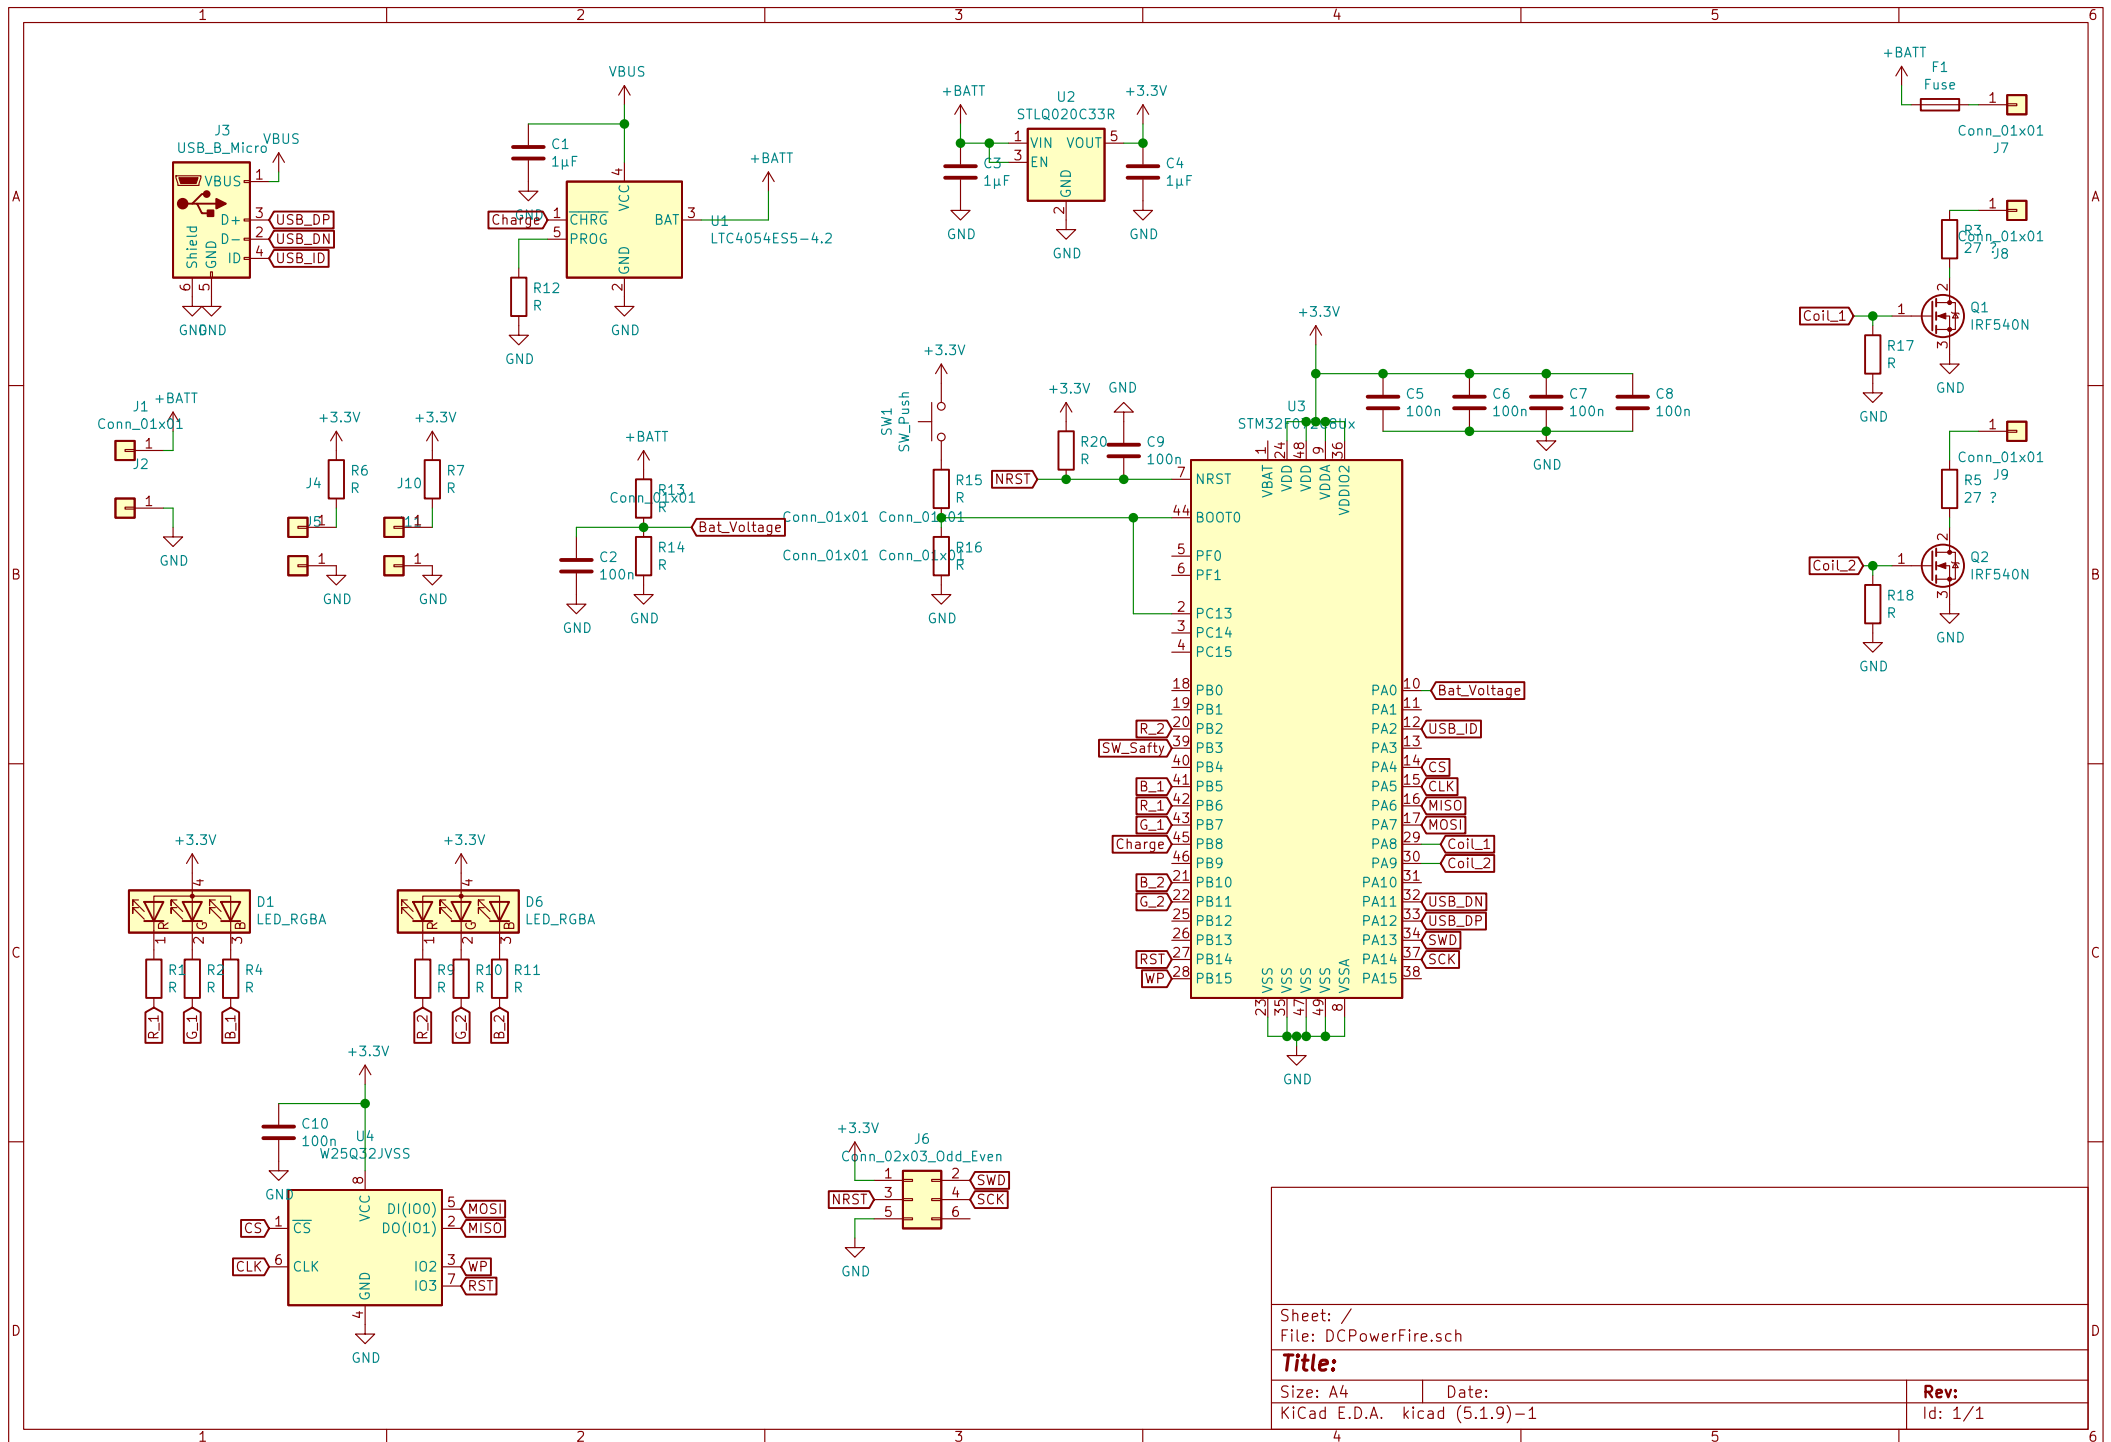 1 2 3 4 5 6
A
B
C
D
J3
USB_B_Micro
VBUS
VBUS 1
D+ 3 USB_DP
D- 2 USB_DN
ID 4 USB_ID
Shield
GND
6 5
GND
GND
VBUS
C1
1µF
GND
4
VCC
Charge 1 CHRG
5 PROG
BAT 3
GND
2
+BATT
U1
LTC4054ES5-4.2
R12
R
GND
GND
+BATT
U2
STLQ020C33R
+3.3V
1 VIN VOUT 5
3 EN
GND
2
C3
1µF
C4
1µF
GND
GND
GND
+BATT
F1
Fuse
1
Conn_01x01
J7
1
R3
27 ?
Conn_01x01
J8
2
Coil_1 1
Q1
IRF540N
3
R17
R
GND
GND
1
Conn_01x01
J9
R5
27 ?
2
Coil_2 1
Q2
IRF540N
3
R18
R
GND
GND
J1
Conn_01x01
+BATT
1
J2
1
GND
+3.3V
J4
R6
R
J5 1
1
GND
+3.3V
J10
R7
R
J11 1
1
GND
+BATT
R13
R
Conn_01x01
Bat_Voltage
C2
100n
R14
R
GND
GND
+3.3V
SW1
SW_Push
R15
R
Conn_01x01 Conn_01x01
Conn_01x01 Conn_01x01
R16
R
GND
+3.3V
GND
R20
R
C9
100n
NRST
+3.3V
C5
100n
C6
100n
C7
100n
C8
100n
GND
U3
STM32F072C8Ux
1 24 48 9 36
VBAT VDD VDD VDDA VDDIO2
7 NRST
44 BOOT0
5 PF0
6 PF1
2 PC13
3 PC14
4 PC15
18 PB0
19 PB1
R_2 20 PB2
SW_Safty 39 PB3
40 PB4
B_1 41 PB5
R_1 42 PB6
G_1 43 PB7
Charge 45 PB8
46 PB9
B_2 21 PB10
G_2 22 PB11
25 PB12
26 PB13
RST 27 PB14
WP 28 PB15
PA0 10 Bat_Voltage
PA1 11
PA2 12 USB_ID
PA3 13
PA4 14 CS
PA5 15 CLK
PA6 16 MISO
PA7 17 MOSI
PA8 29 Coil_1
PA9 30 Coil_2
PA10 31
PA11 32 USB_DN
PA12 33 USB_DP
PA13 34 SWD
PA14 37 SCK
PA15 38
VSS VSS VSS VSS VSSA
23 35 47 49 8
GND
+3.3V
4
D1
LED_RGBA
R G B
1 2 3
R1
R
R2
R
R4
R
R_1 G_1 B_1
+3.3V
4
D6
LED_RGBA
R G B
1 2 3
R9
R
R10
R
R11
R
R_2 G_2 B_2
+3.3V
C10
100n
GND
U4
W25Q32JVSS
8
VCC
DI(IO0) 5 MOSI
CS 1 CS
DO(IO1) 2 MISO
CLK 6 CLK
IO2 3 WP
IO3 7 RST
GND
4
GND
+3.3V
J6
Conn_02x03_Odd_Even
1 2 SWD
NRST 3 4 SCK
5 6
GND
Sheet: /
File: DCPowerFire.sch
Title:
Size: A4 Date: Rev:
KiCad E.D.A. kicad (5.1.9)-1 Id: 1/1
A
B
C
D
1 2 3 4 5 6